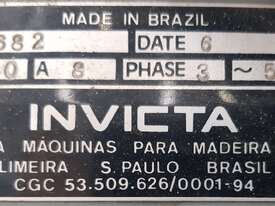 MADE IN BRAZIL
682 DATE 6
0 A 8 PHASE 3 ~ 5
INVICTA
A MÁQUINAS PARA MADEIRA
LIMEIRA S. PAULO BRASIL
CGC 53.509.626/0001-94